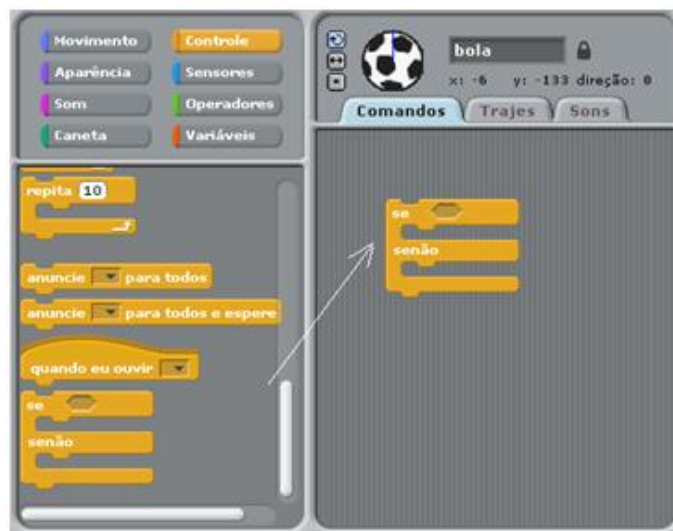 Movimento Controle
Aparência Sensores
Som Operadores
Caneta Variáveis
repita 10
anuncie para todos
anuncie para todos e espere
quando eu ouvir
se
senão
bola
x: -6 y: -133 direção: 0
Comandos Trajes Sons
se
senão